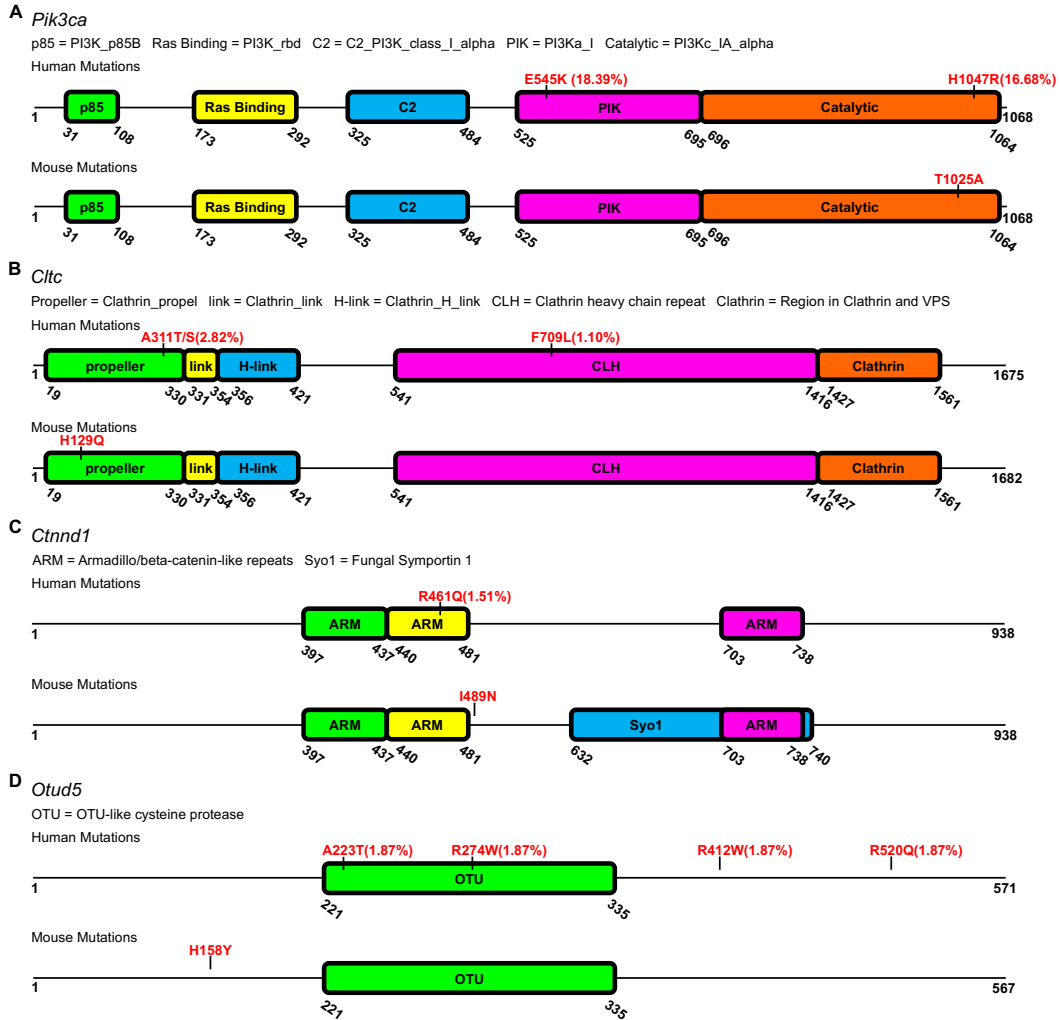 A Pik3ca
p85 = PI3K_p85B Ras Binding = PI3K_rbd C2 = C2_PI3K_class_I_alpha PIK = PI3Ka_I Catalytic = PI3Kc_IA_alpha
Human Mutations
E545K (18.39%) H1047R(16.68%)
p85 Ras Binding C2 PIK Catalytic
1 31 108 173 292 325 484 525 695 696 1064 1068
Mouse Mutations
T1025A
p85 Ras Binding C2 PIK Catalytic
1 31 108 173 292 325 484 525 695 696 1064 1068
B Cltc
Propeller = Clathrin_propel link = Clathrin_link H-link = Clathrin_H_link CLH = Clathrin heavy chain repeat Clathrin = Region in Clathrin and VPS
Human Mutations
A311T/S(2.82%) F709L(1.10%)
propeller link H-link CLH Clathrin
1 19 330 331 354 356 421 541 1416 1427 1561 1675
Mouse Mutations
H129Q
propeller link H-link CLH Clathrin
1 19 330 331 354 356 421 541 1416 1427 1561 1682
C Ctnnd1
ARM = Armadillo/beta-catenin-like repeats Syo1 = Fungal Symportin 1
Human Mutations
R461Q(1.51%)
ARM ARM ARM
1 397 437 440 481 703 738 938
Mouse Mutations
I489N
ARM ARM Syo1 ARM
1 397 437 440 481 632 703 738 740 938
D Otud5
OTU = OTU-like cysteine protease
Human Mutations
A223T(1.87%) R274W(1.87%) R412W(1.87%) R520Q(1.87%)
OTU
1 221 335 571
Mouse Mutations
H158Y
OTU
1 221 335 567